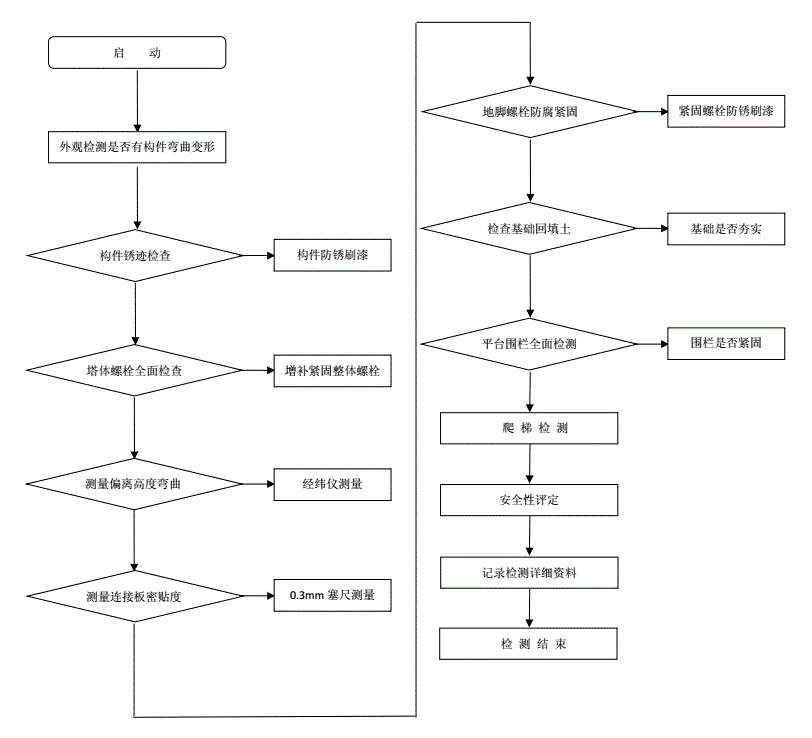 启 动
外观检测是否有构件弯曲变形
构件锈迹检查
构件防锈刷漆
塔体螺栓全面检查
增补紧固整体螺栓
测量偏离高度弯曲
经纬仪测量
测量连接板密贴度
0.3mm 塞尺测量
地脚螺栓防腐紧固
紧固螺栓防锈刷漆
检查基础回填土
基础是否夯实
平台围栏全面检测
围栏是否紧固
爬 梯 检 测
安全性评定
记录检测详细资料
检 测 结 束